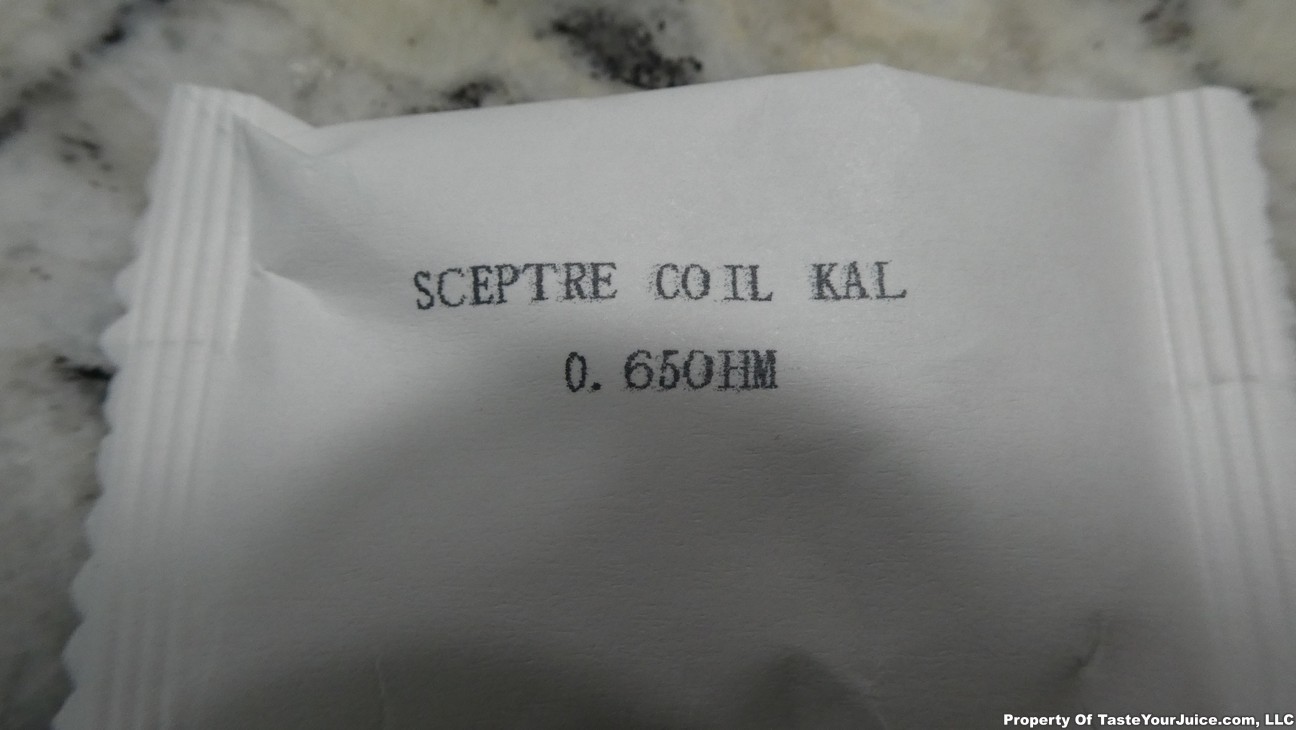 SCEPTRE COIL KAL
0.65OHM
Property Of TasteYourJuice.com, LLC